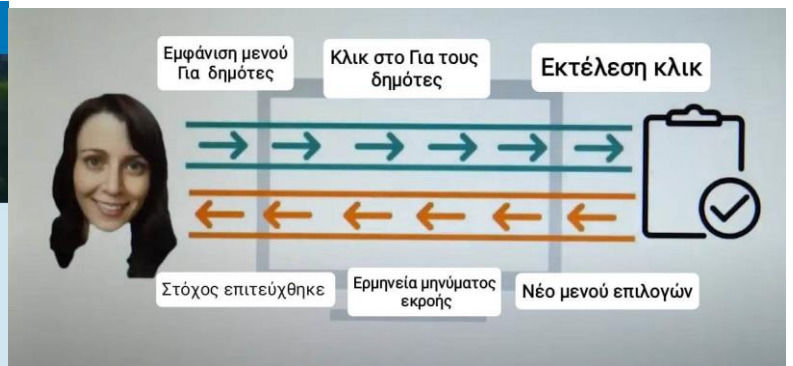 Εμφάνιση μενού
Για δημότες
Κλικ στο Για τους
δημότες
Εκτέλεση κλικ
Στόχος επιτεύχθηκε
Ερμηνεία μηνύματος
εκροής
Νέο μενού επιλογών